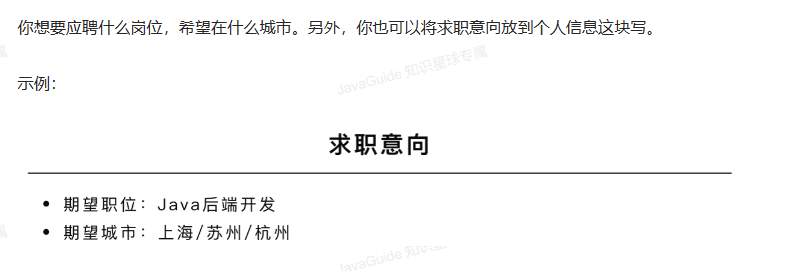 你想要应聘什么岗位，希望在什么城市。另外，你也可以将求职意向放到个人信息这块写。
JavaGuide 知识星球专属
示例：
求职意向
• 期望职位：Java后端开发
• 期望城市：上海/苏州/杭州
JavaGuide 知识